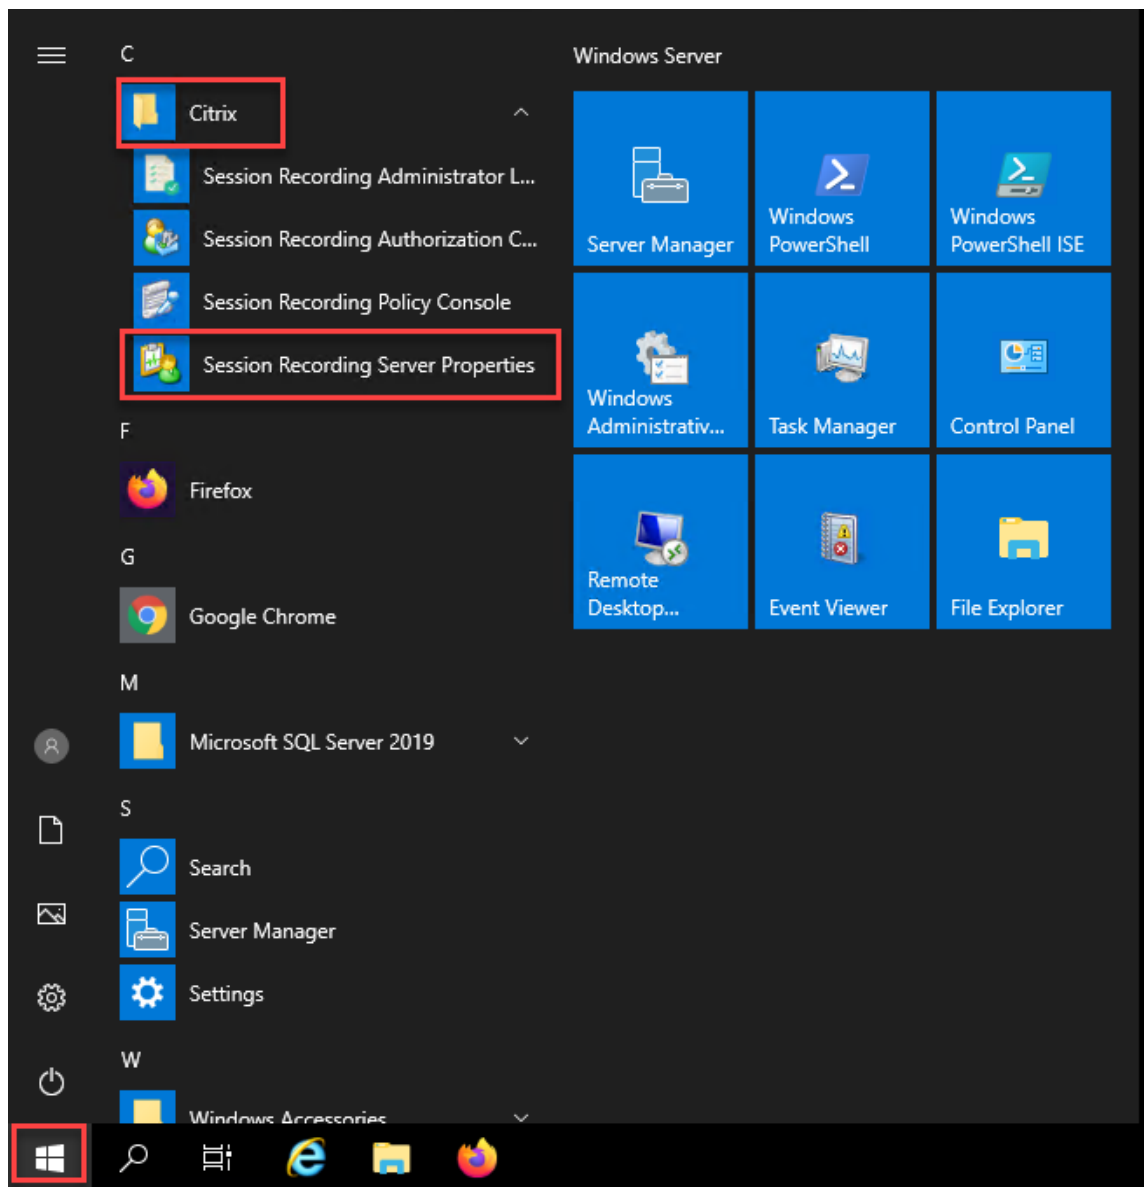 C
Citrix
Session Recording Administrator L...
Session Recording Authorization C...
Session Recording Policy Console
Session Recording Server Properties
F
Firefox
G
Google Chrome
M
Microsoft SQL Server 2019
S
Search
Server Manager
Settings
W
Windows Accessories
Windows Server
Server Manager
Windows
PowerShell
Windows
PowerShell ISE
Windows
Administrativ...
Task Manager
Control Panel
Remote
Desktop...
Event Viewer
File Explorer